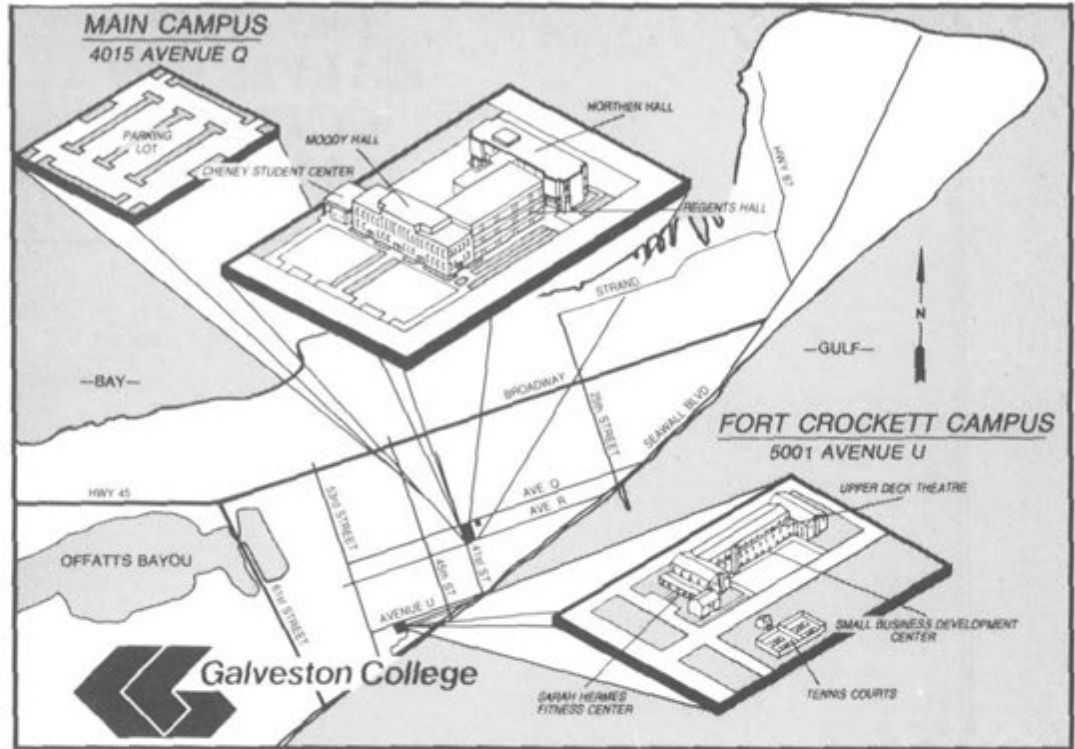 MAIN CAMPUS
4015 AVENUE Q
PARKING
LOT
NORTHEN HALL
MOODY HALL
CHENEY STUDENT CENTER
REGENTS HALL
HWY 87
STRAND
N
—BAY—
—GULF—
BROADWAY
25th STREET
SEAWALL BLVD
FORT CROCKETT CAMPUS
5001 AVENUE U
UPPER DECK THEATRE
HWY 45
53rd STREET
AVE Q
AVE R
OFFATTS BAYOU
61st STREET
45th ST
41st ST
AVENUE U
SMALL BUSINESS DEVELOPMENT
CENTER
Galveston College
SARAH HERMES
FITNESS CENTER
TENNIS COURTS